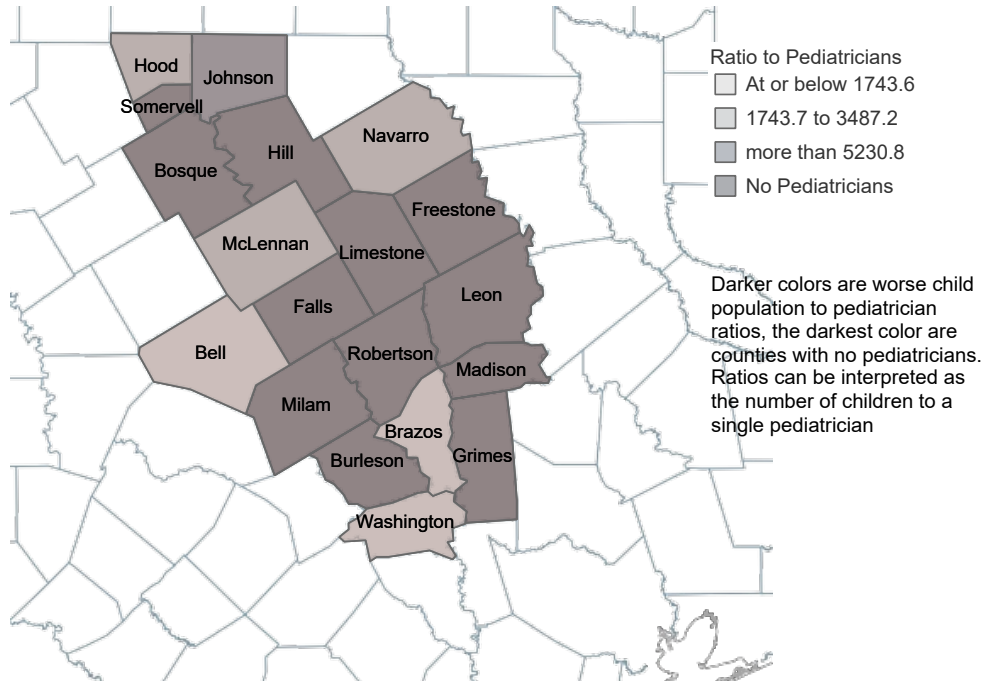 Hood
Johnson
Somervell
Navarro
Hill
Bosque
Freestone
McLennan
Limestone
Leon
Falls
Bell
Robertson
Madison
Milam
Brazos
Grimes
Burleson
Washington
Ratio to Pediatricians
At or below 1743.6
1743.7 to 3487.2
more than 5230.8
No Pediatricians
Darker colors are worse child
population to pediatrician
ratios, the darkest color are
counties with no pediatricians.
Ratios can be interpreted as
the number of children to a
single pediatrician